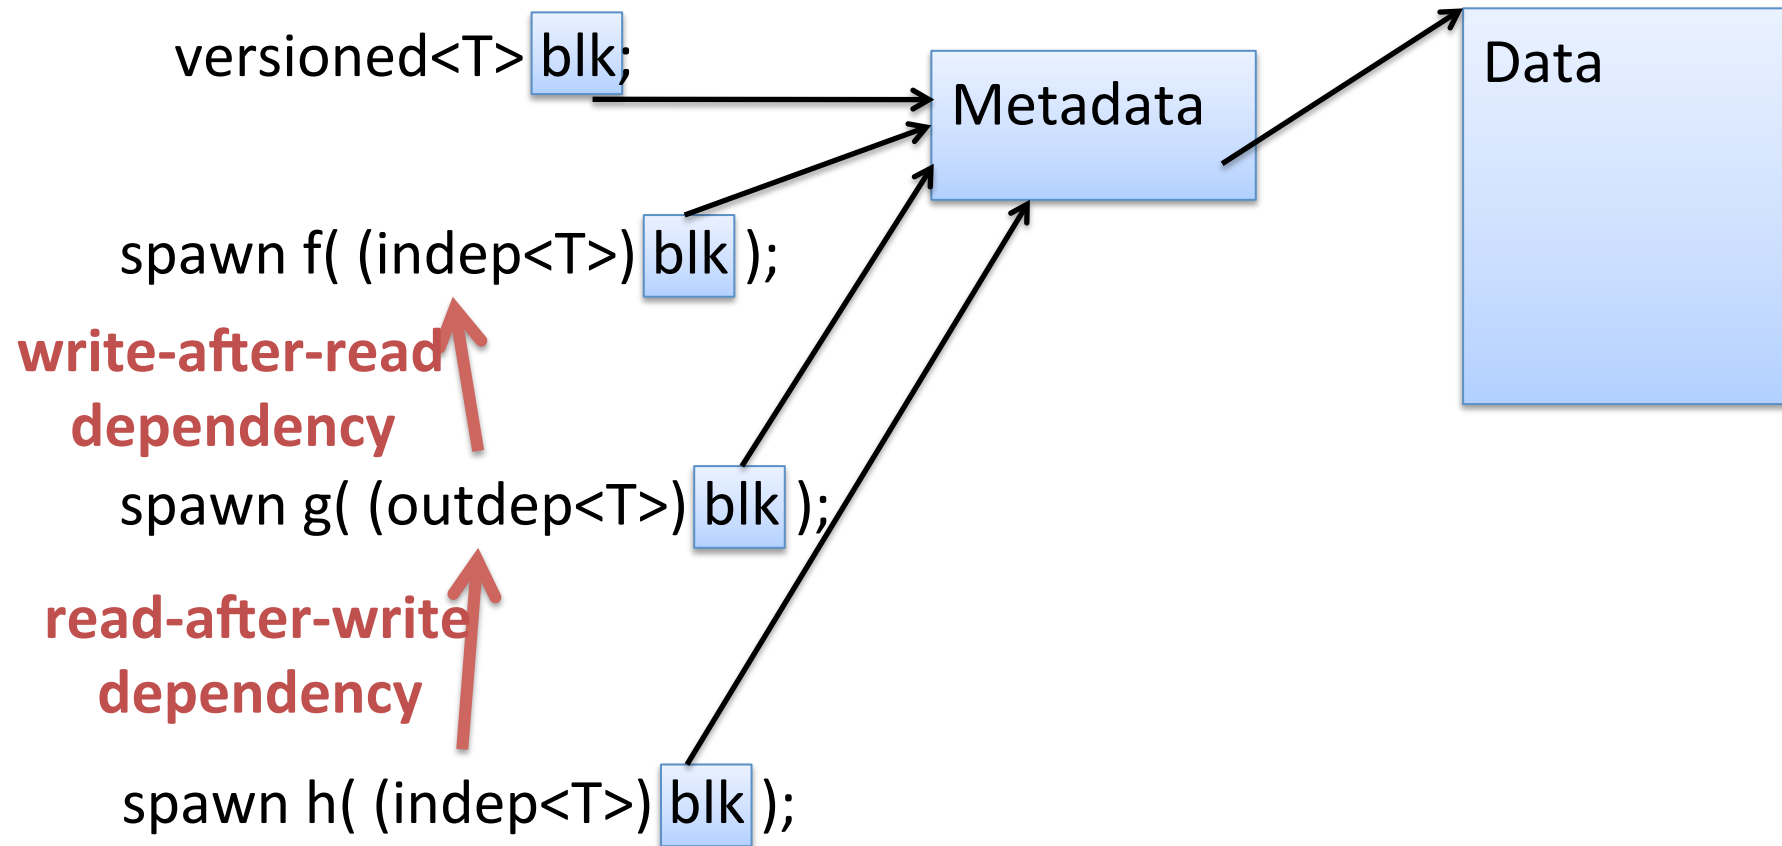 versioned<T> blk;
Metadata
Data
spawn f( (indep<T>) blk );
write-after-read
dependency
spawn g( (outdep<T>) blk );
read-after-write
dependency
spawn h( (indep<T>) blk );